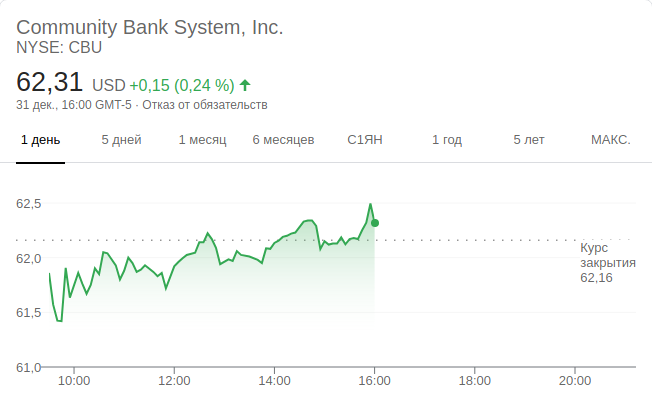 Community Bank System, Inc.
NYSE: CBU
62,31 USD +0,15 (0,24 %)
31 дек., 16:00 GMT-5 · Отказ от обязательств
1 день 5 дней 1 месяц 6 месяцев С1ЯН 1 год 5 лет МАКС.
62,5
Курс
закрытия
62,16
62,0
61,5
61,0
10:00 12:00 14:00 16:00 18:00 20:00